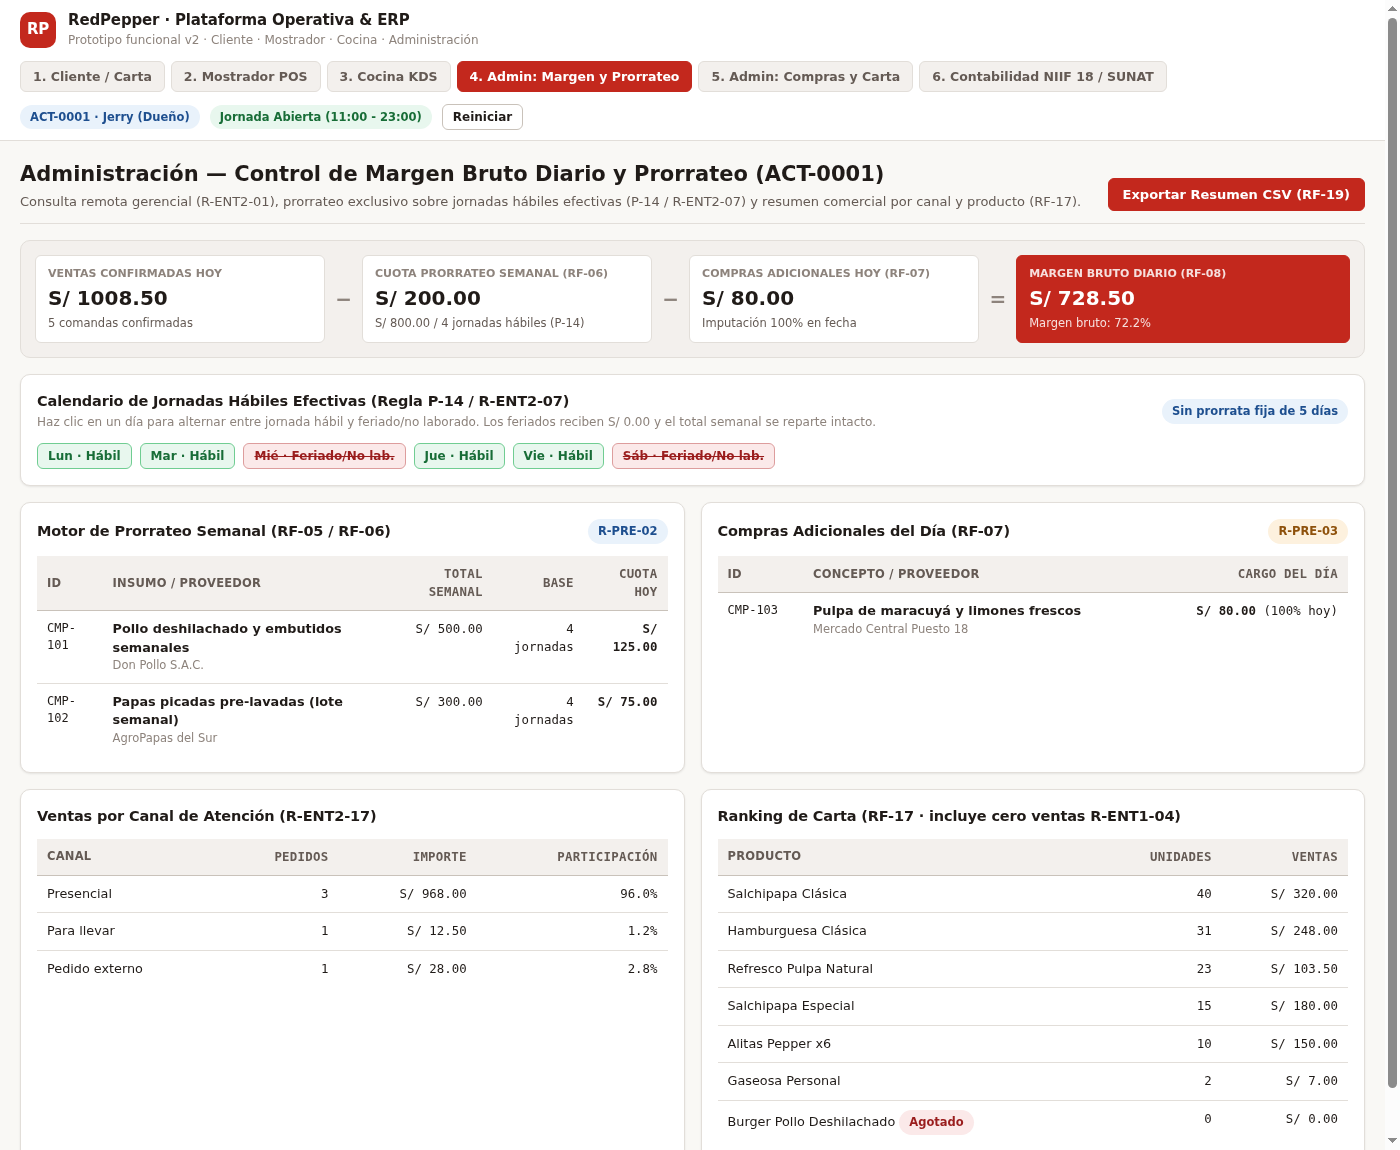 RP
RedPepper · Plataforma Operativa & ERP
Prototipo funcional v2 · Cliente · Mostrador · Cocina · Administración
1. Cliente / Carta
2. Mostrador POS
3. Cocina KDS
4. Admin: Margen y Prorrateo
5. Admin: Compras y Carta
6. Contabilidad NIIF 18 / SUNAT
ACT-0001 · Jerry (Dueño)
Jornada Abierta (11:00 - 23:00)
Reiniciar
Administración — Control de Margen Bruto Diario y Prorrateo (ACT-0001)
Consulta remota gerencial (R-ENT2-01), prorrateo exclusivo sobre jornadas hábiles efectivas (P-14 / R-ENT2-07) y resumen comercial por canal y producto (RF-17).
Exportar Resumen CSV (RF-19)
VENTAS CONFIRMADAS HOY
S/ 1008.50
5 comandas confirmadas
−
CUOTA PRORRATEO SEMANAL (RF-06)
S/ 200.00
S/ 800.00 / 4 jornadas hábiles (P-14)
−
COMPRAS ADICIONALES HOY (RF-07)
S/ 80.00
Imputación 100% en fecha
=
MARGEN BRUTO DIARIO (RF-08)
S/ 728.50
Margen bruto: 72.2%
Calendario de Jornadas Hábiles Efectivas (Regla P-14 / R-ENT2-07)
Haz clic en un día para alternar entre jornada hábil y feriado/no laborado. Los feriados reciben S/ 0.00 y el total semanal se reparte intacto.
Sin prorrata fija de 5 días
Lun · Hábil
Mar · Hábil
Mié · Feriado/No lab.
Jue · Hábil
Vie · Hábil
Sáb · Feriado/No lab.
Motor de Prorrateo Semanal (RF-05 / RF-06)
R-PRE-02
ID INSUMO / PROVEEDOR TOTAL SEMANAL BASE CUOTA HOY
CMP-101 Pollo deshilachado y embutidos semanales S/ 500.00 4 jornadas S/ 125.00
Don Pollo S.A.C.
CMP-102 Papas picadas pre-lavadas (lote semanal) S/ 300.00 4 jornadas S/ 75.00
AgroPapas del Sur
Compras Adicionales del Día (RF-07)
R-PRE-03
ID CONCEPTO / PROVEEDOR CARGO DEL DÍA
CMP-103 Pulpa de maracuyá y limones frescos S/ 80.00 (100% hoy)
Mercado Central Puesto 18
Ventas por Canal de Atención (R-ENT2-17)
CANAL PEDIDOS IMPORTE PARTICIPACIÓN
Presencial 3 S/ 968.00 96.0%
Para llevar 1 S/ 12.50 1.2%
Pedido externo 1 S/ 28.00 2.8%
Ranking de Carta (RF-17 · incluye cero ventas R-ENT1-04)
PRODUCTO UNIDADES VENTAS
Salchipapa Clásica 40 S/ 320.00
Hamburguesa Clásica 31 S/ 248.00
Refresco Pulpa Natural 23 S/ 103.50
Salchipapa Especial 15 S/ 180.00
Alitas Pepper x6 10 S/ 150.00
Gaseosa Personal 2 S/ 7.00
Burger Pollo Deshilachado Agotado 0 S/ 0.00